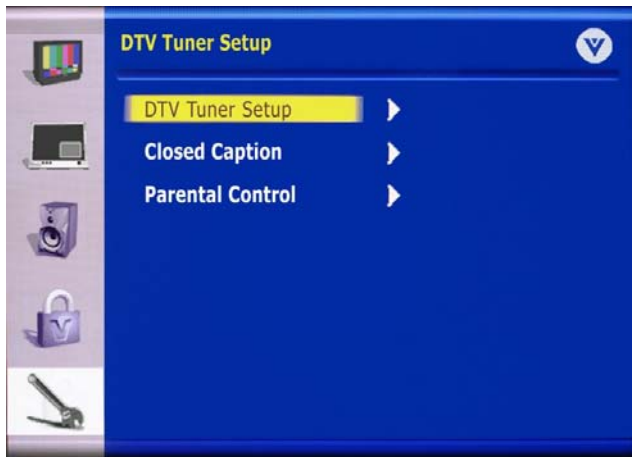 DTV Tuner Setup
DTV Tuner Setup
Closed Caption
Parental Control